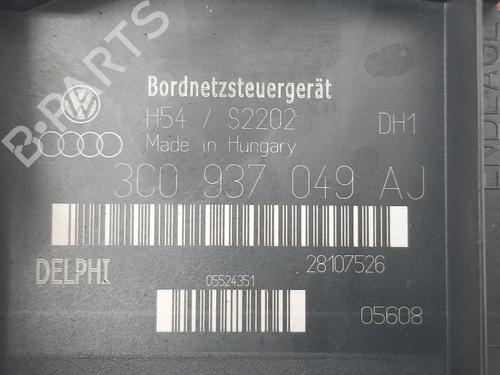 Bordnetzsteuergerät
H54 / S2202 DH1
Made in Hungary
3C0 937 049 AJ
28107526
DELPHI
05524351
05608
B-PARTS